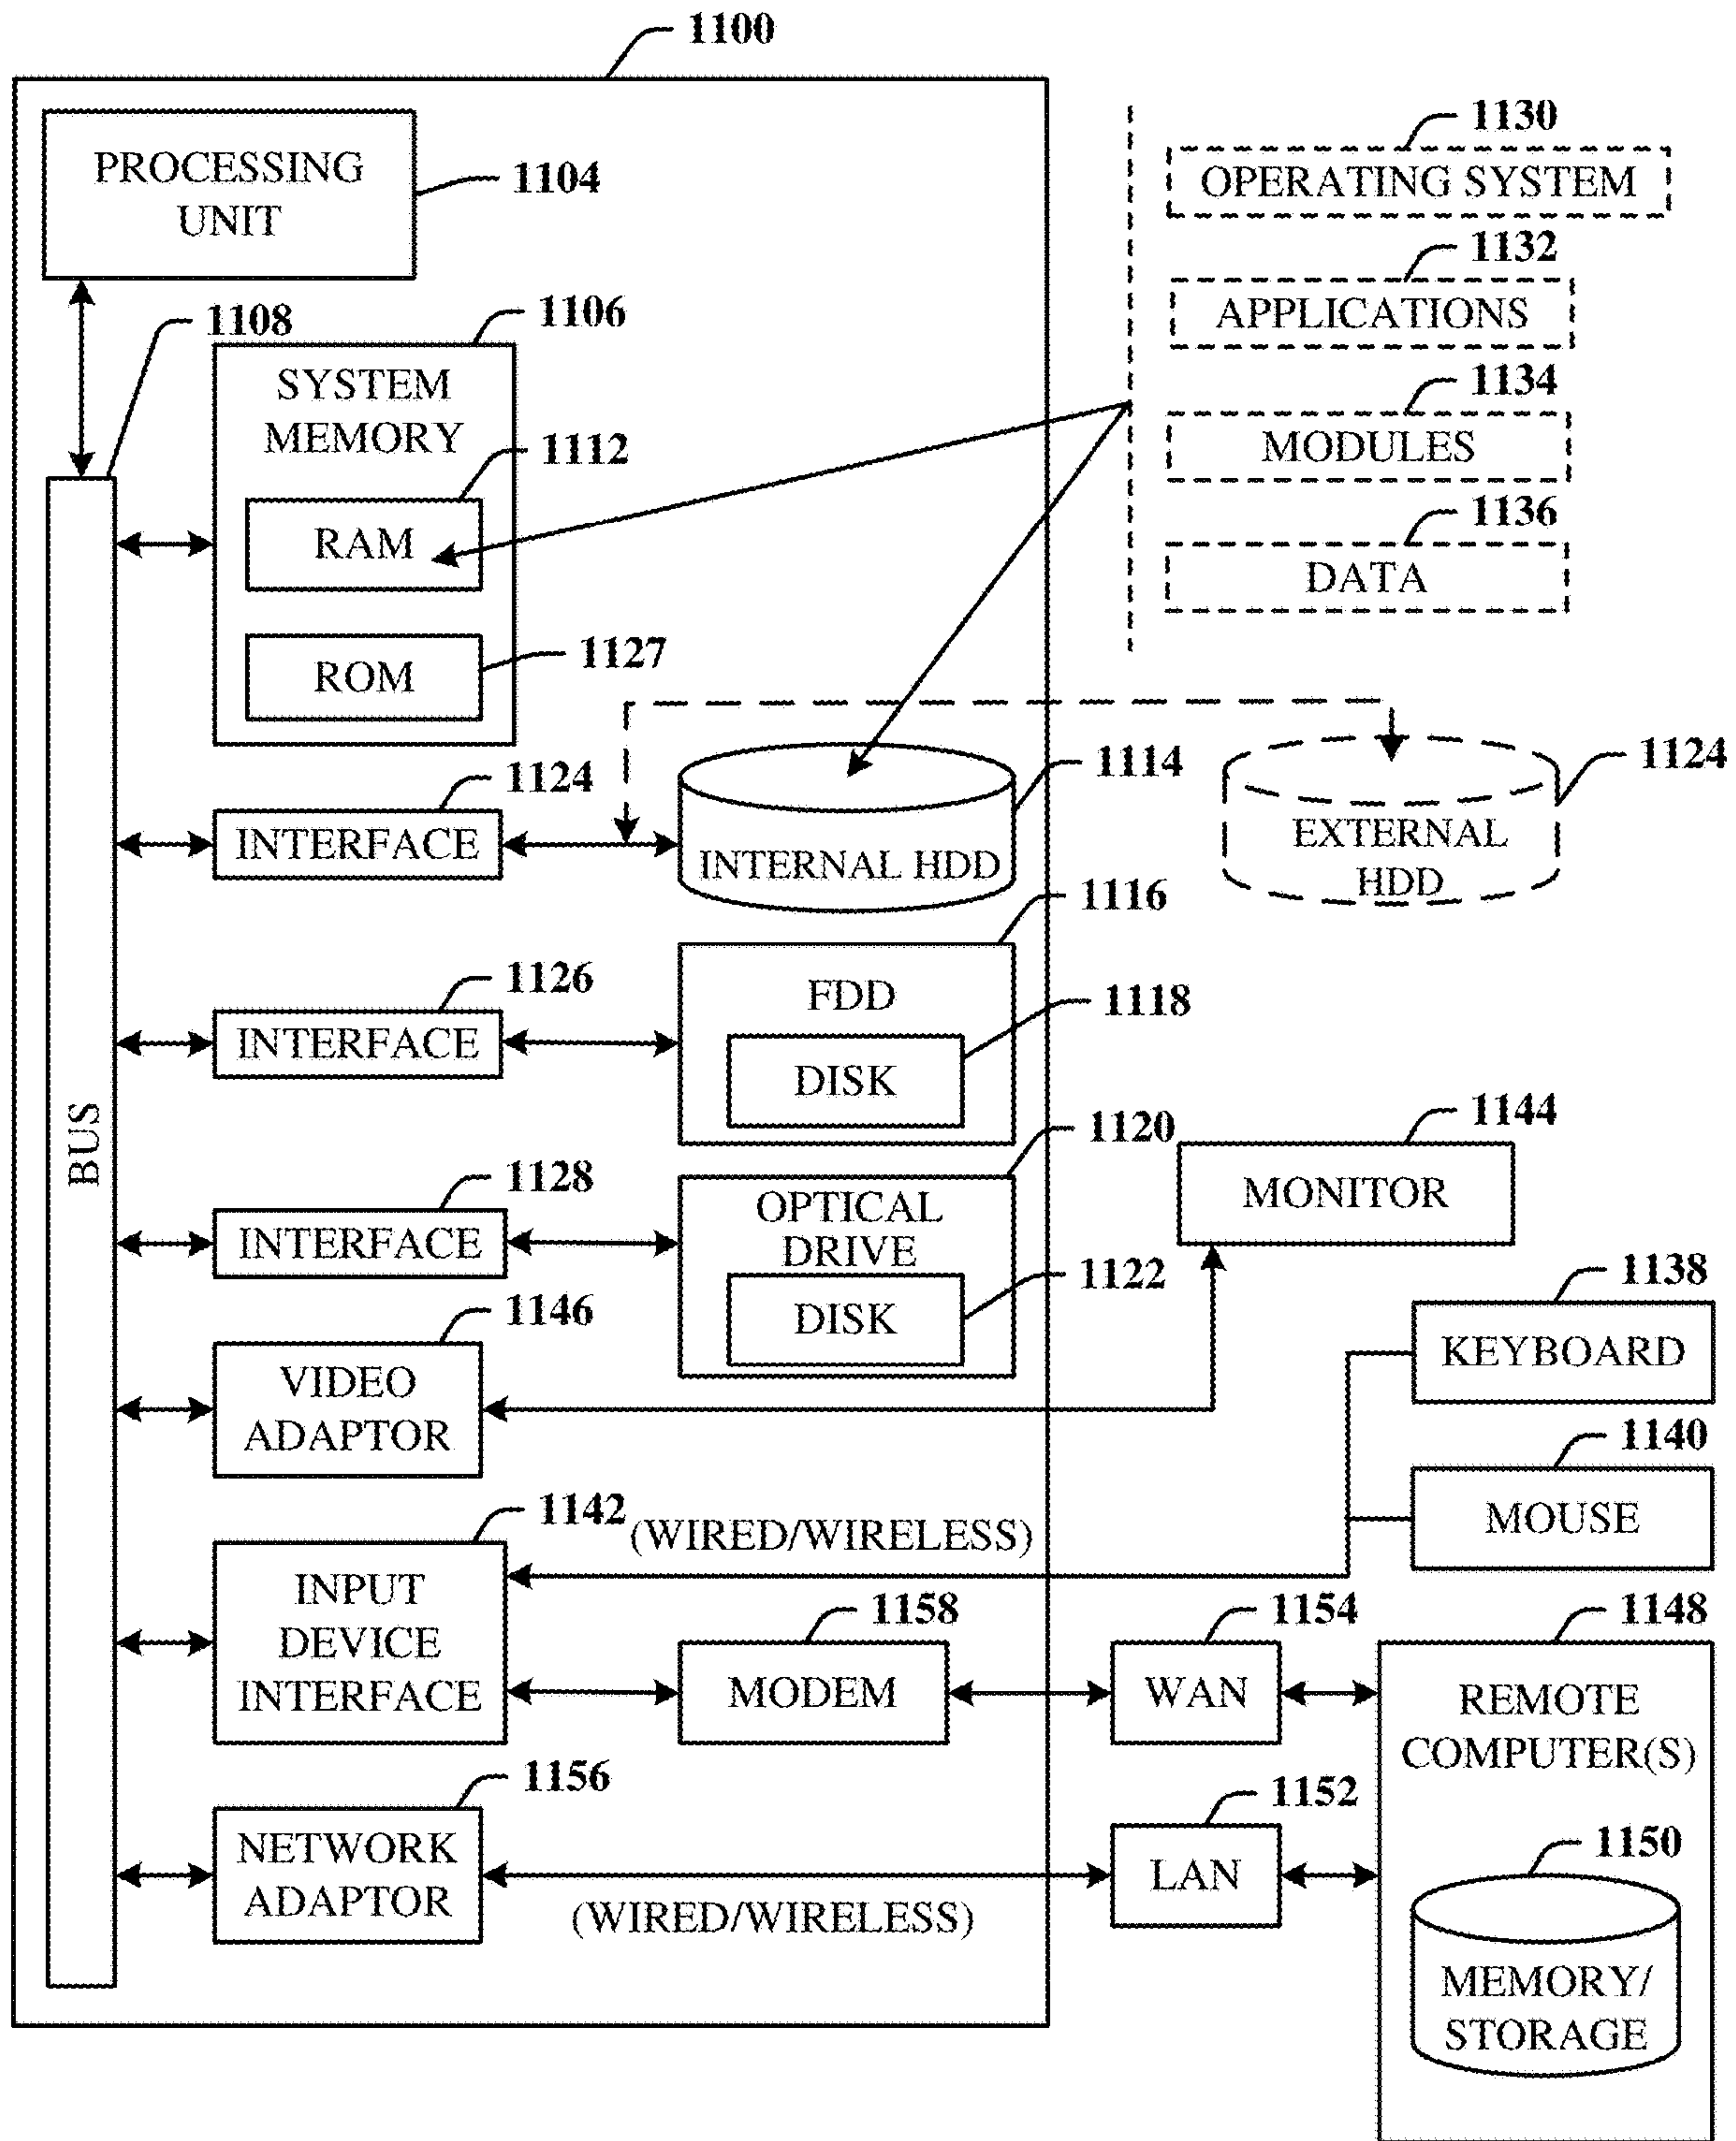 1100
PROCESSING
UNIT
1104
1130
OPERATING SYSTEM
1132
APPLICATIONS
1134
MODULES
1136
DATA
1108
1106
SYSTEM
MEMORY
1112
RAM
1127
ROM
1124
INTERFACE
1114
INTERNAL HDD
1124
EXTERNAL
HDD
1126
INTERFACE
1116
FDD
1118
DISK
BUS
1128
INTERFACE
1120
OPTICAL
DRIVE
1122
DISK
1144
MONITOR
1146
VIDEO
ADAPTOR
1138
KEYBOARD
1140
MOUSE
1142
(WIRED/WIRELESS)
INPUT
DEVICE
INTERFACE
1158
MODEM
1154
WAN
1148
REMOTE
COMPUTER(S)
1156
NETWORK
ADAPTOR
(WIRED/WIRELESS)
1152
LAN
1150
MEMORY/
STORAGE